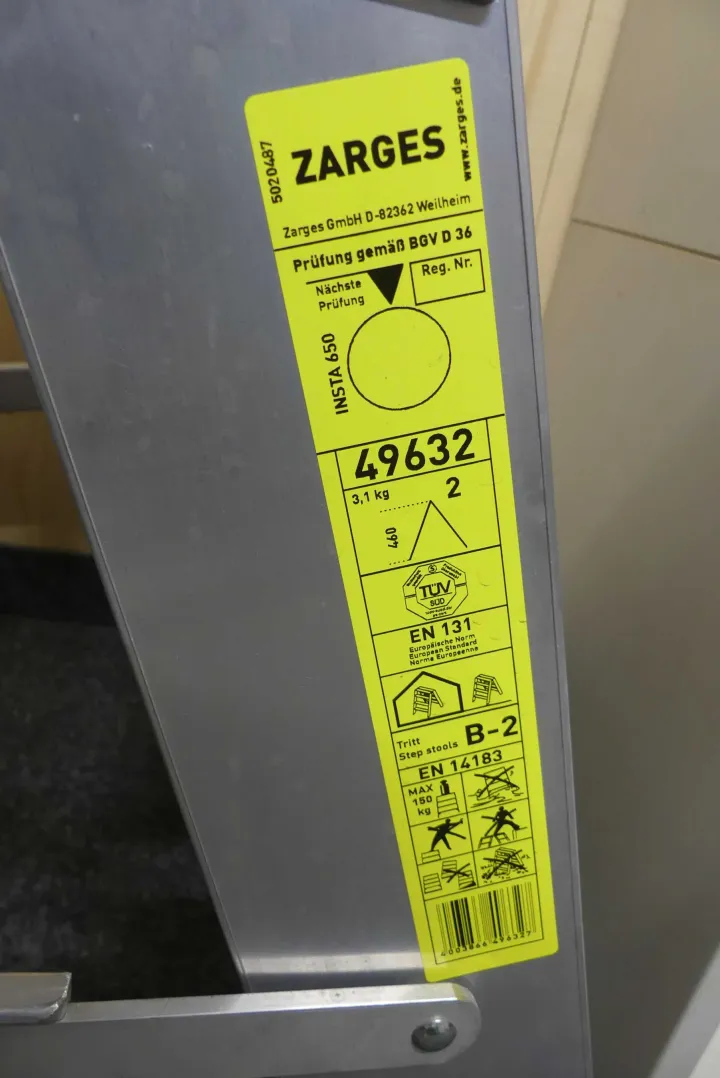 5020487
ZARGES
www.zarges.de
Zarges GmbH D-82362 Weilheim
Prüfung gemäß BGV D 36
Nächste
Prüfung
Reg. Nr.
INSTA 650
49632
3,1 kg
2
460
TÜV
SÜD
EN 131
Europäische Norm
European Standard
Norme Europeenne
Tritt
Step stools
B-2
EN 14183
MAX
150
kg
4003866 496327